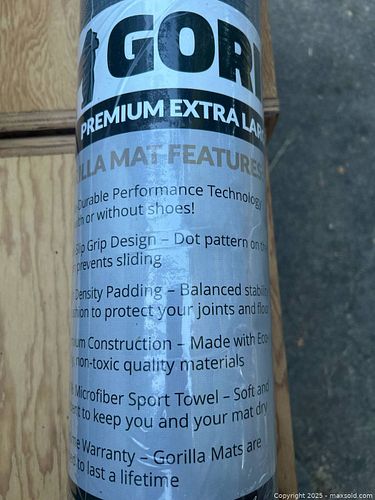 GORI
PREMIUM EXTRA LAR
ILLA MAT FEATURES
-Durable Performance Technology
or without shoes!
Slip Grip Design – Dot pattern on the
prevents sliding
Density Padding – Balanced stability
to protect your joints and floo
Construction – Made with Eco-
non-toxic quality materials
Microfiber Sport Towel – Soft and
to keep you and your mat dry
Warranty – Gorilla Mats are
to last a lifetime
Copyright 2025 - maxsold.com